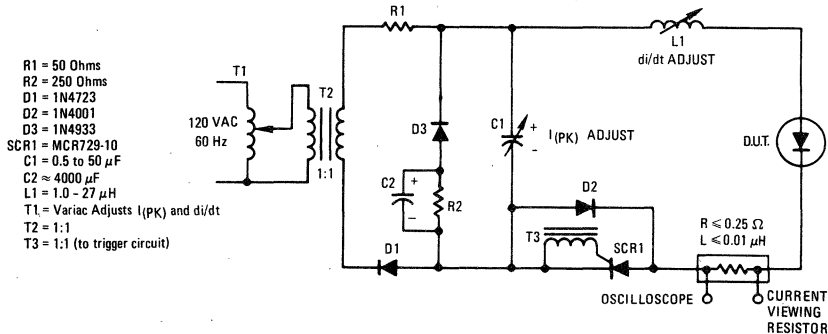 R1 = 50 Ohms
R2 = 250 Ohms
D1 = 1N4723
D2 = 1N4001
D3 = 1N4933
SCR1 = MCR729-10
C1 = 0.5 to 50 μF
C2 ≈ 4000 μF
L1 = 1.0 - 27 μH
T1 = Variac Adjusts I(PK) and di/dt
T2 = 1:1
T3 = 1:1 (to trigger circuit)
T1
120 VAC
60 Hz
T2
1:1
R1
D3
C2
+
−
R2
D1
C1
+
−
I(PK) ADJUST
L1
di/dt ADJUST
D.U.T.
D2
T3
SCR1
R ≤ 0.25 Ω
L ≤ 0.01 μH
OSCILLOSCOPE
CURRENT
VIEWING
RESISTOR